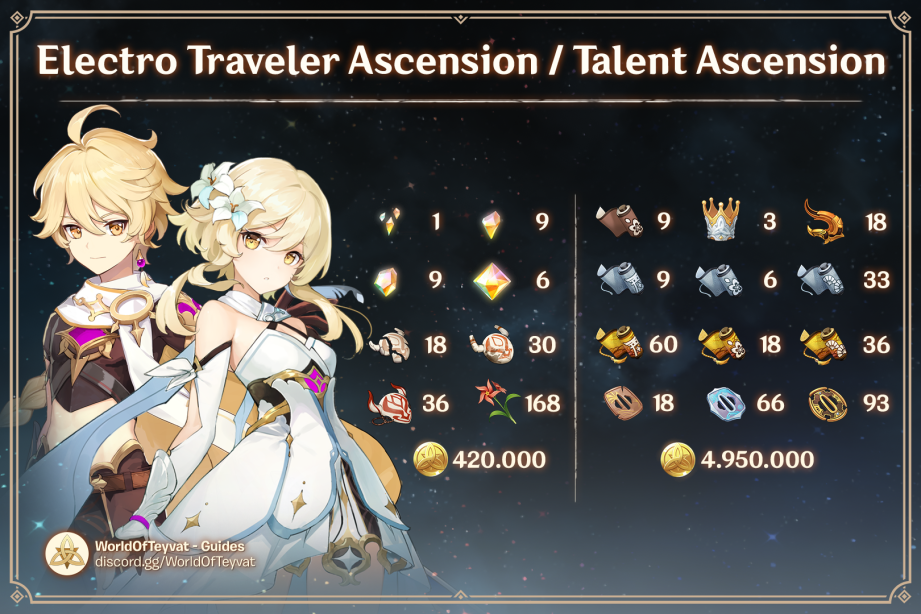 Electro Traveler Ascension / Talent Ascension
1 9 9 3 18
9 6 9 6 33
18 30 60 18 36
36 168 18 66 93
420.000 4.950.000
WorldOfTeyvat - Guides
discord.gg/WorldOfTeyvat